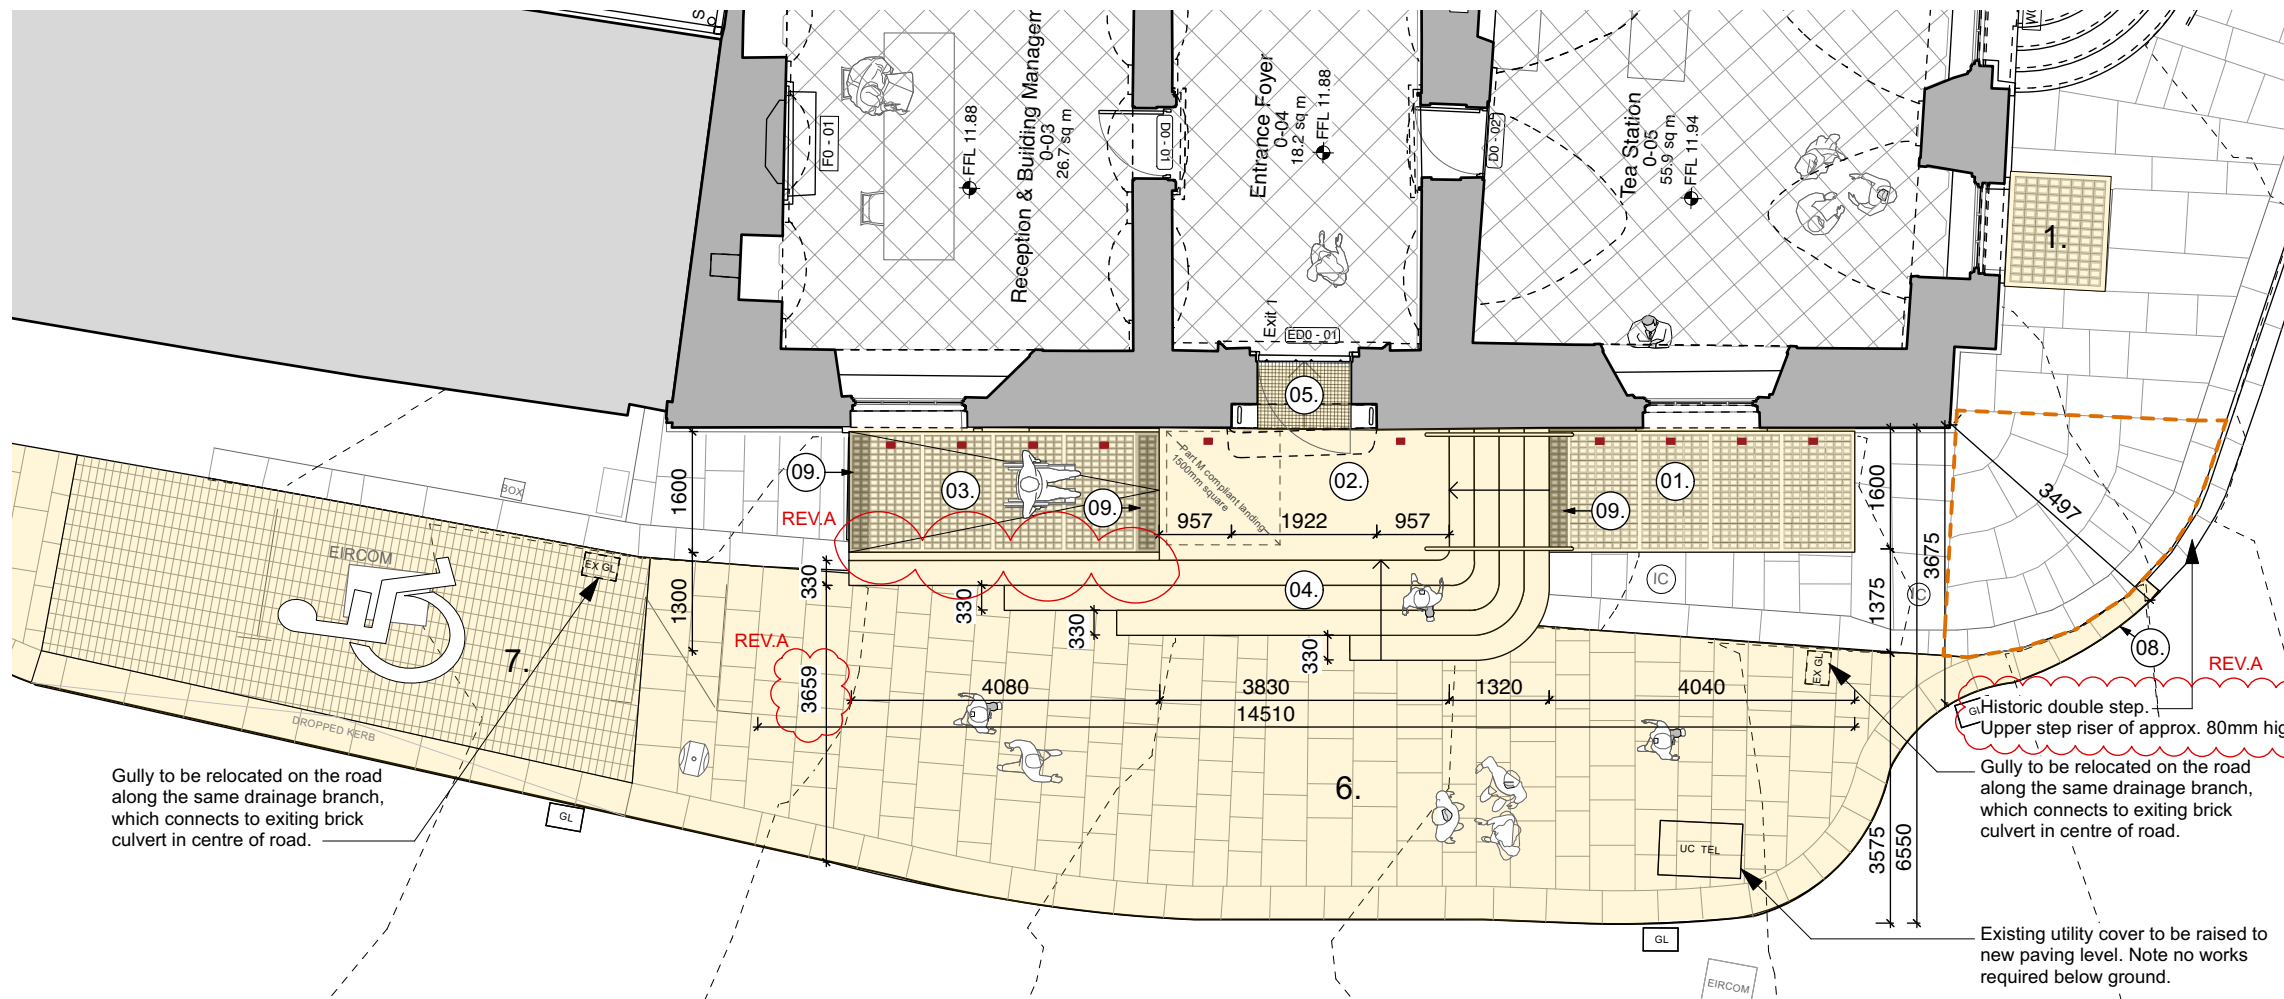 Reception & Building Managem
0-03
26.7 sq m
FFL 11.88
F0 - 01
D0 - 01
Entrance Foyer
0-04
18.2 sq m
FFL 11.88
D0 - 02
Tea Station
0-05
55.9 sq m
FFL 11.94
Exit 1
ED0 - 01
1.
05.
09.
03.
09.
Part M compliant landing
1500mm square
02.
09.
01.
957
1922
957
1600
1300
REV.A
330
330
330
330
04.
IC
IC
1600
1375
3675
3497
BOX
EIRCOM
EX GL
7.
DROPPED KERB
REV.A
3659
4080
3830
1320
4040
14510
6.
EX GL
08.
REV.A
GL
Historic double step.
Upper step riser of approx. 80mm hig
Gully to be relocated on the road
along the same drainage branch,
which connects to exiting brick
culvert in centre of road.
GL
Gully to be relocated on the road
along the same drainage branch,
which connects to exiting brick
culvert in centre of road.
UC TEL
3575
6550
GL
EIRCOM
Existing utility cover to be raised to
new paving level. Note no works
required below ground.